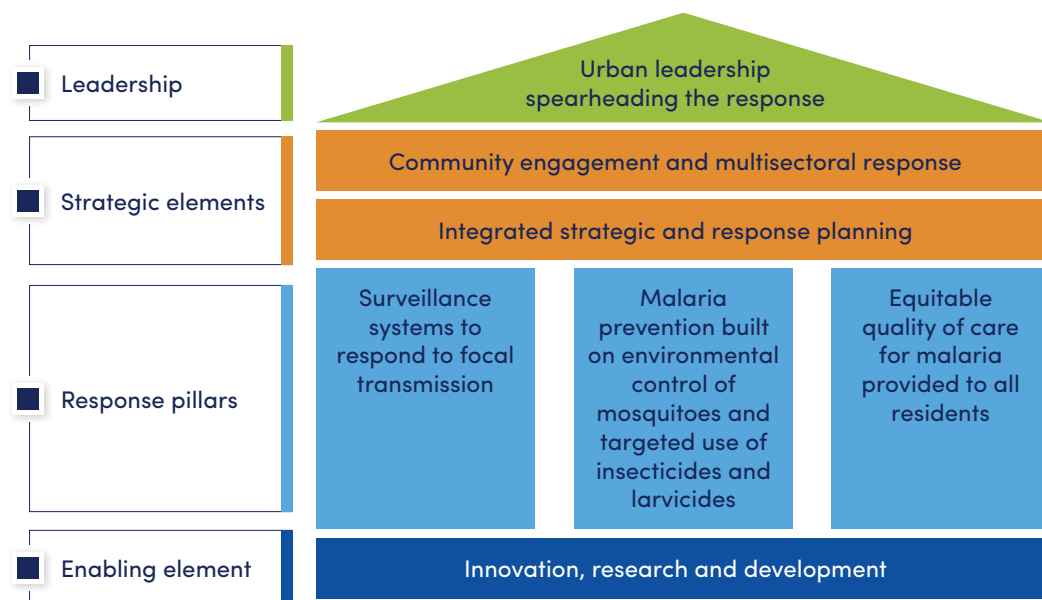 Leadership
Urban leadership
spearheading the response
Strategic elements
Community engagement and multisectoral response
Integrated strategic and response planning
Response pillars
Surveillance
systems to
respond to focal
transmission
Malaria
prevention built
on environmental
control of
mosquitoes and
targeted use of
insecticides and
larvicides
Equitable
quality of care
for malaria
provided to all
residents
Enabling element
Innovation, research and development